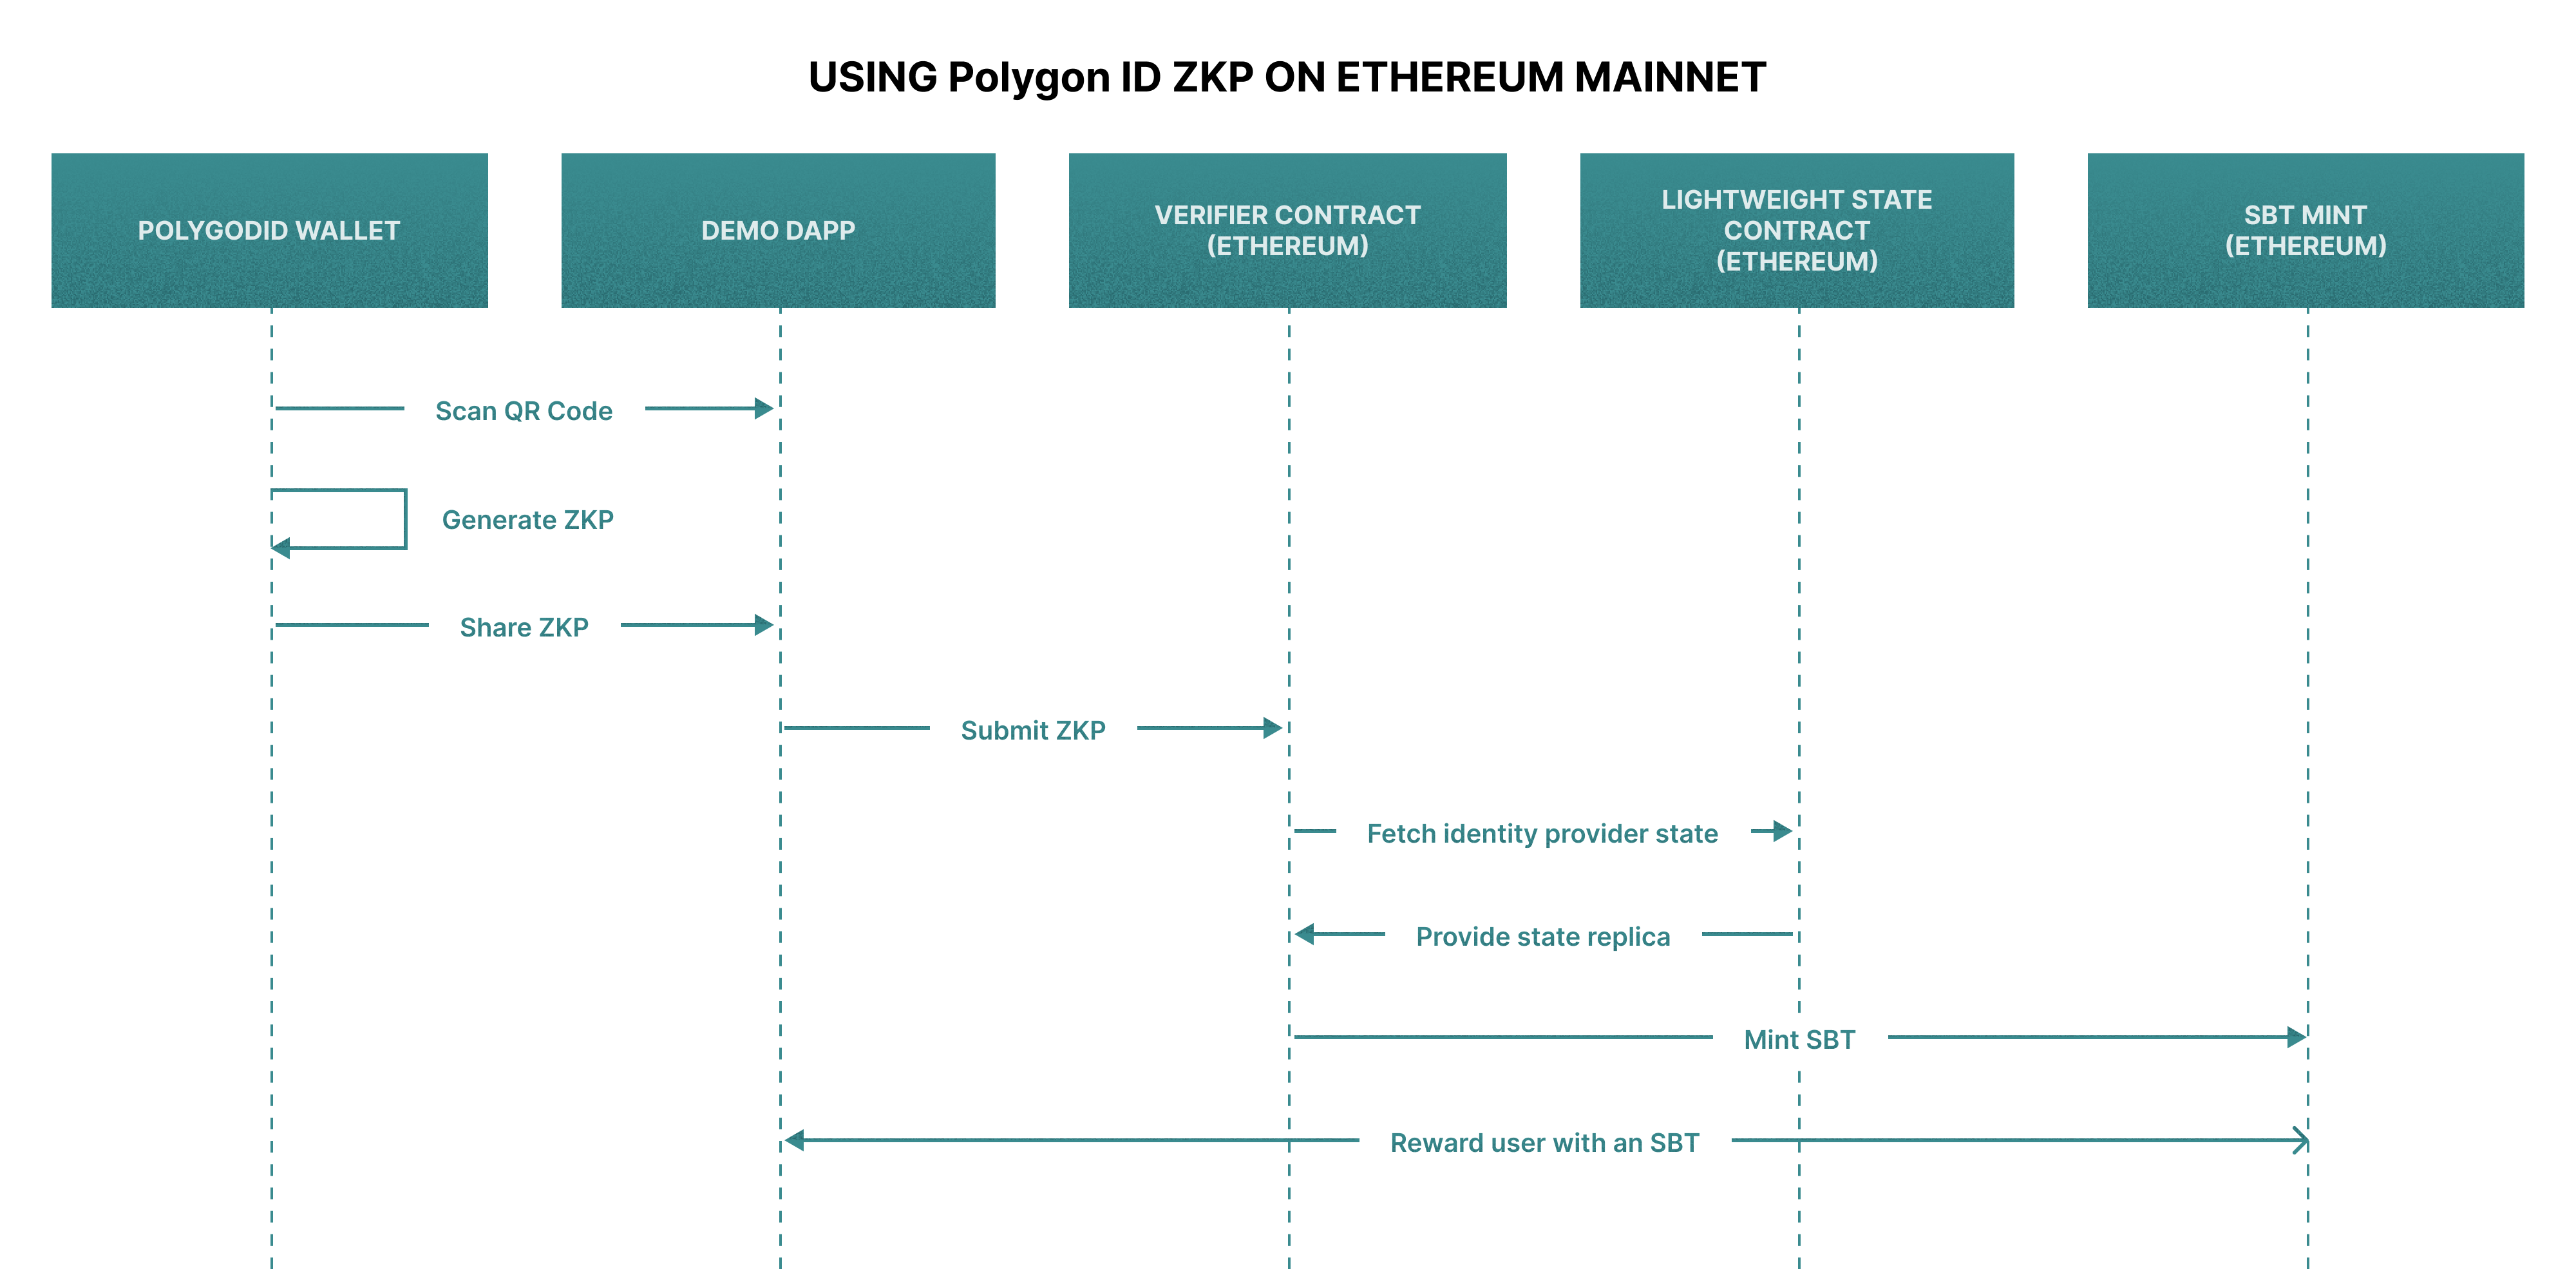 USING Polygon ID ZKP ON ETHEREUM MAINNET
POLYGODID WALLET
DEMO DAPP
VERIFIER CONTRACT
(ETHEREUM)
LIGHTWEIGHT STATE
CONTRACT
(ETHEREUM)
SBT MINT
(ETHEREUM)
Scan QR Code
Generate ZKP
Share ZKP
Submit ZKP
Fetch identity provider state
Provide state replica
Mint SBT
Reward user with an SBT